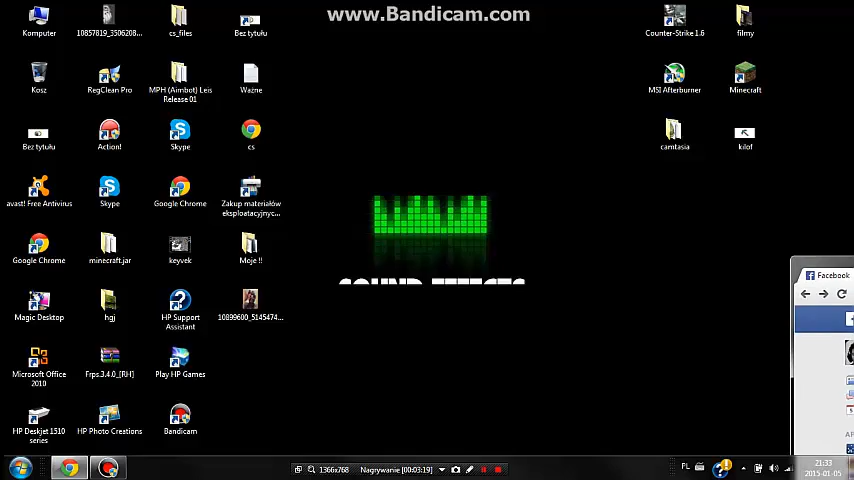 www.Bandicam.com
Komputer
10857819_3506208...
cs_files
Bez tytułu
Counter-Strike 1.6
filmy
Kosz
RegClean Pro
MPH (Aimbot) Leis
Release 01
Ważne
MSI Afterburner
Minecraft
Bez tytułu
Action!
Skype
cs
camtasia
kilof
avast! Free Antivirus
Skype
Google Chrome
Zakup materiałów
eksploatacyjnyc...
Google Chrome
minecraft.jar
keyvek
Moje !!
SOUND EFFECTS
Facebook
Magic Desktop
hgj
HP Support
Assistant
10899600_5145474...
Microsoft Office
2010
Frps.3.4.0_[RH]
Play HP Games
HP Deskjet 1510
series
HP Photo Creations
Bandicam
1366x768
Nagrywanie [00:03:19]
PL
21:33
2015-01-05